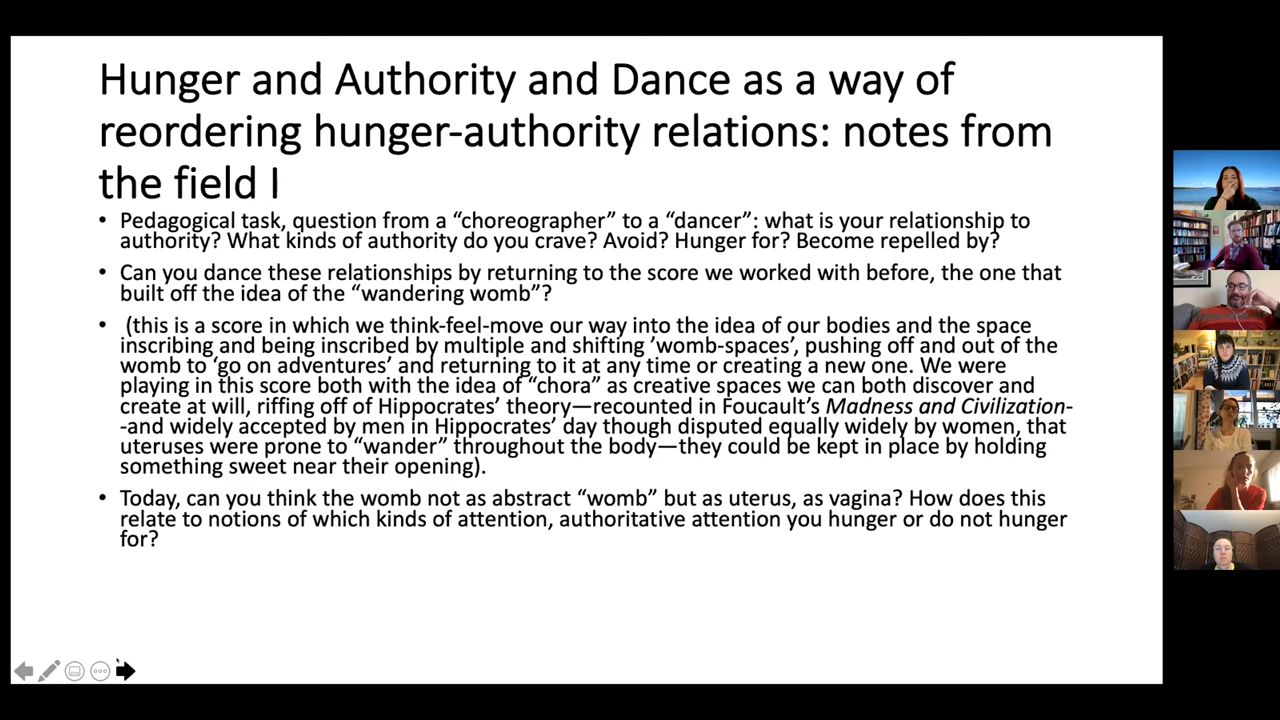 Hunger and Authority and Dance as a way of
reordering hunger-authority relations: notes from
the field I
• Pedagogical task, question from a “choreographer” to a “dancer”: what is your relationship to
authority? What kinds of authority do you crave? Avoid? Hunger for? Become repelled by?
• Can you dance these relationships by returning to the score we worked with before, the one that
built off the idea of the “wandering womb”?
• (this is a score in which we think-feel-move our way into the idea of our bodies and the space
inscribing and being inscribed by multiple and shifting ’womb-spaces’, pushing off and out of the
womb to ‘go on adventures’ and returning to it at any time or creating a new one. We were
playing in this score both with the idea of “chora” as creative spaces we can both discover and
create at will, riffing off of Hippocrates’ theory—recounted in Foucault’s Madness and Civilization-
-and widely accepted by men in Hippocrates’ day though disputed equally widely by women, that
uteruses were prone to “wander” throughout the body—they could be kept in place by holding
something sweet near their opening).
• Today, can you think the womb not as abstract “womb” but as uterus, as vagina? How does this
relate to notions of which kinds of attention, authoritative attention you hunger or do not hunger
for?